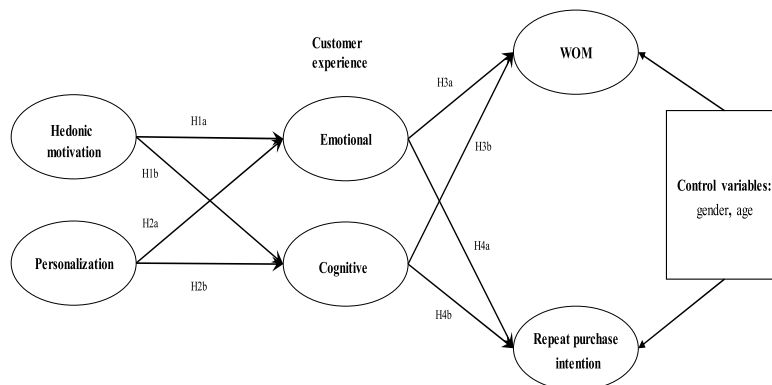 Customer
experience
WOM
H3a
Hedonic
motivation
H1a
Emotional
H3b
H1b
Control variables:
gender, age
H2a
Personalization
Cognitive
H4a
H2b
H4b
Repeat purchase
intention